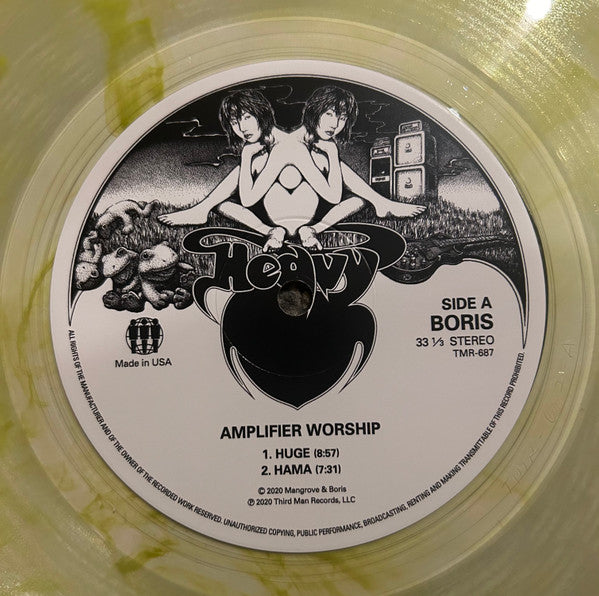 Heavy
SIDE A
BORIS
33 ⅓ STEREO
TMR-687
Made in USA
AMPLIFIER WORSHIP
1. HUGE (8:57)
2. HAMA (7:31)
© 2020 Mangrove & Boris
℗ 2020 Third Man Records, LLC
ALL RIGHTS OF THE MANUFACTURER AND OF THE OWNER OF THE RECORDED WORK RESERVED. UNAUTHORIZED COPYING, PUBLIC PERFORMANCE, BROADCASTING, RENTING AND MAKING TRANSMITTABLE OF THIS RECORD PROHIBITED.